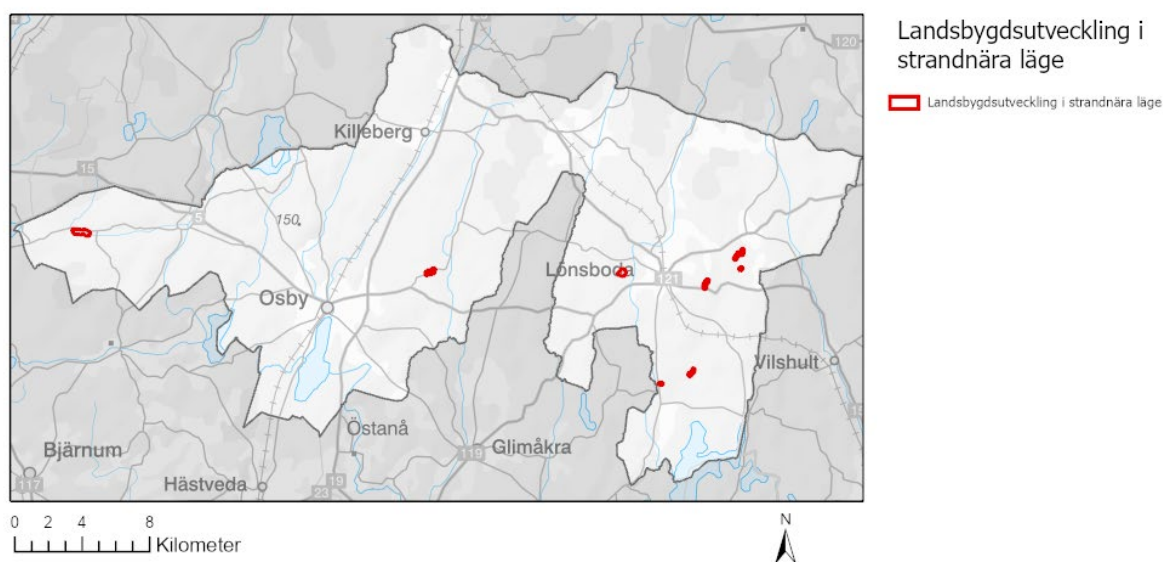 120
Landsbygdsutveckling i
strandnära läge
Landsbygdsutveckling i strandnära läge
Killeberg
15
150
Lönsboda
121
Osby
Vilshult
15
Östanå
Bjärnum
119
Glimåkra
117
Hästveda
19
23
0 2 4 8
Kilometer
N